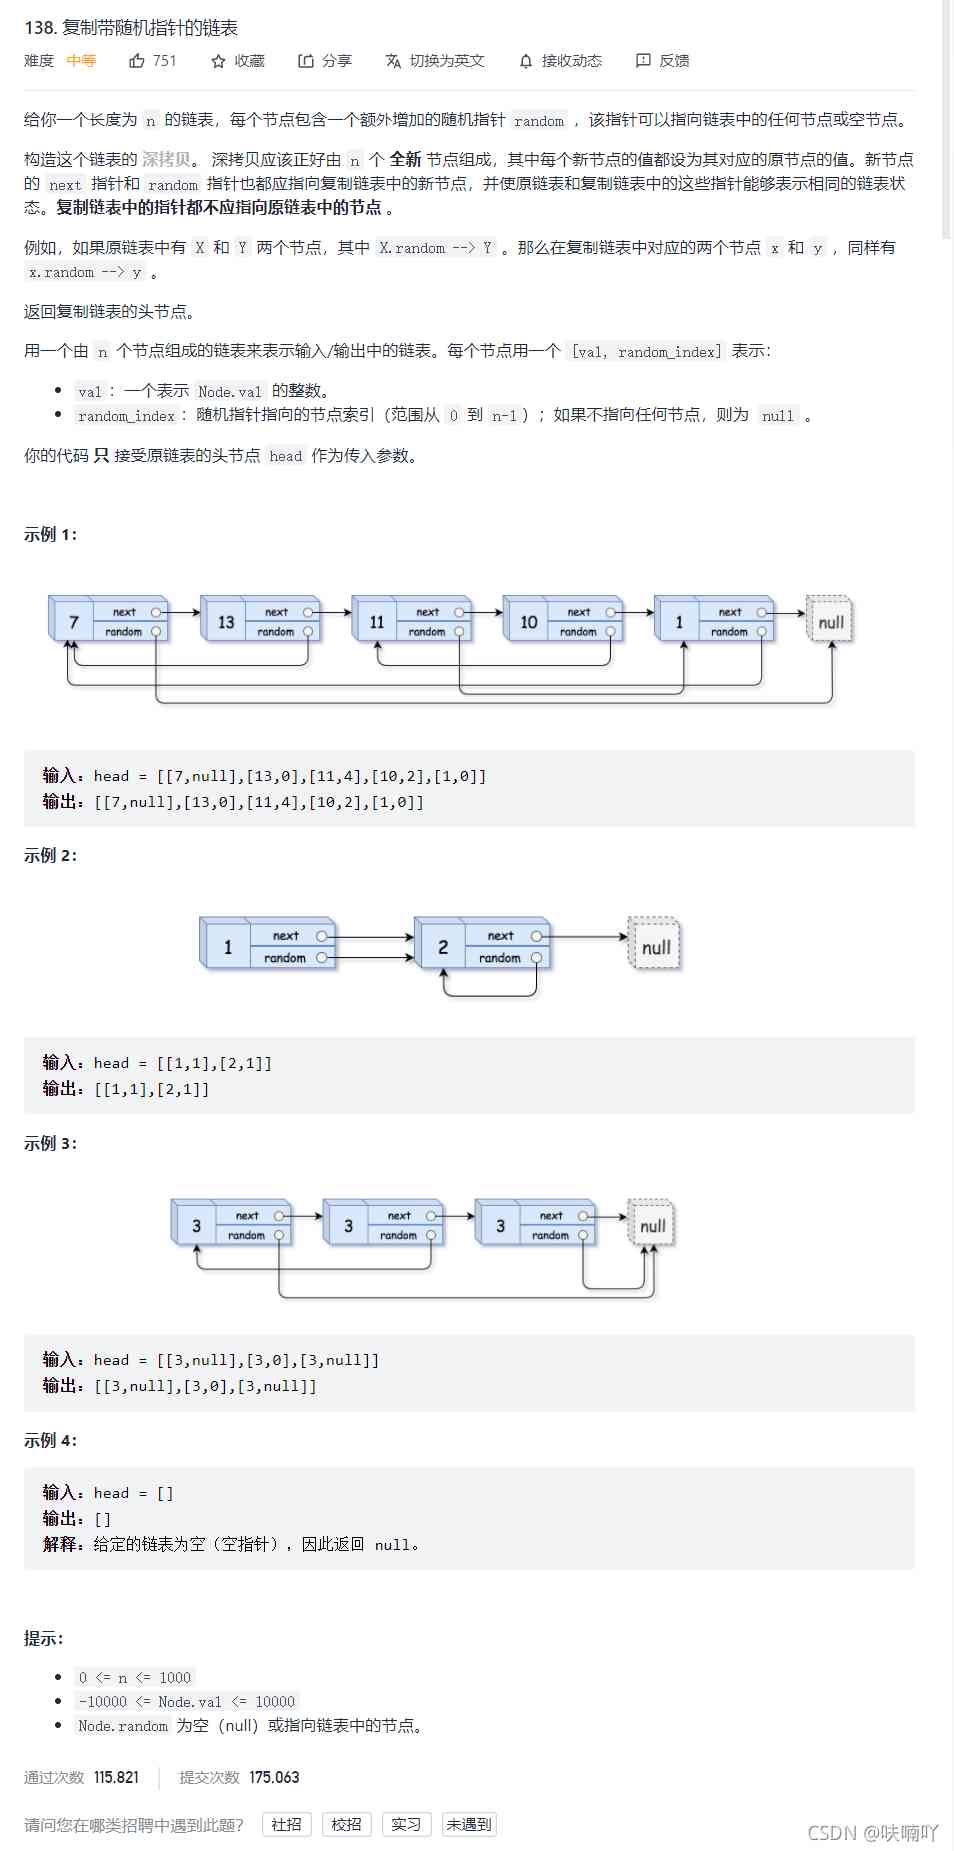 138. 复制带随机指针的链表
难度 中等 751 收藏 分享 切换为英文 接收动态 反馈
给你一个长度为 n 的链表，每个节点包含一个额外增加的随机指针 random ，该指针可以指向链表中的任何节点或空节点。
构造这个链表的 深拷贝。 深拷贝应该正好由 n 个 全新 节点组成，其中每个新节点的值都设为其对应的原节点的值。新节点
的 next 指针和 random 指针也都应指向复制链表中的新节点，并使原链表和复制链表中的这些指针能够表示相同的链表状
态。复制链表中的指针都不应指向原链表中的节点 。
例如，如果原链表中有 X 和 Y 两个节点，其中 X.random --> Y 。那么在复制链表中对应的两个节点 x 和 y ，同样有
x.random --> y 。
返回复制链表的头节点。
用一个由 n 个节点组成的链表来表示输入/输出中的链表。每个节点用一个 [val, random_index] 表示：
• val：一个表示 Node.val 的整数。
• random_index：随机指针指向的节点索引（范围从 0 到 n-1）；如果不指向任何节点，则为 null 。
你的代码 只 接受原链表的头节点 head 作为传入参数。
示例 1：
7 next random 13 next random 11 next random 10 next random 1 next random null
输入：head = [[7,null],[13,0],[11,4],[10,2],[1,0]]
输出：[[7,null],[13,0],[11,4],[10,2],[1,0]]
示例 2：
1 next random 2 next random null
输入：head = [[1,1],[2,1]]
输出：[[1,1],[2,1]]
示例 3：
3 next random 3 next random 3 next random null
输入：head = [[3,null],[3,0],[3,null]]
输出：[[3,null],[3,0],[3,null]]
示例 4：
输入：head = []
输出：[]
解释：给定的链表为空（空指针），因此返回 null。
提示：
• 0 <= n <= 1000
• -10000 <= Node.val <= 10000
• Node.random 为空（null）或指向链表中的节点。
通过次数 115,821 提交次数 175,063
请问您在哪类招聘中遇到此题？ 社招 校招 实习 未遇到
CSDN @呋喃吖